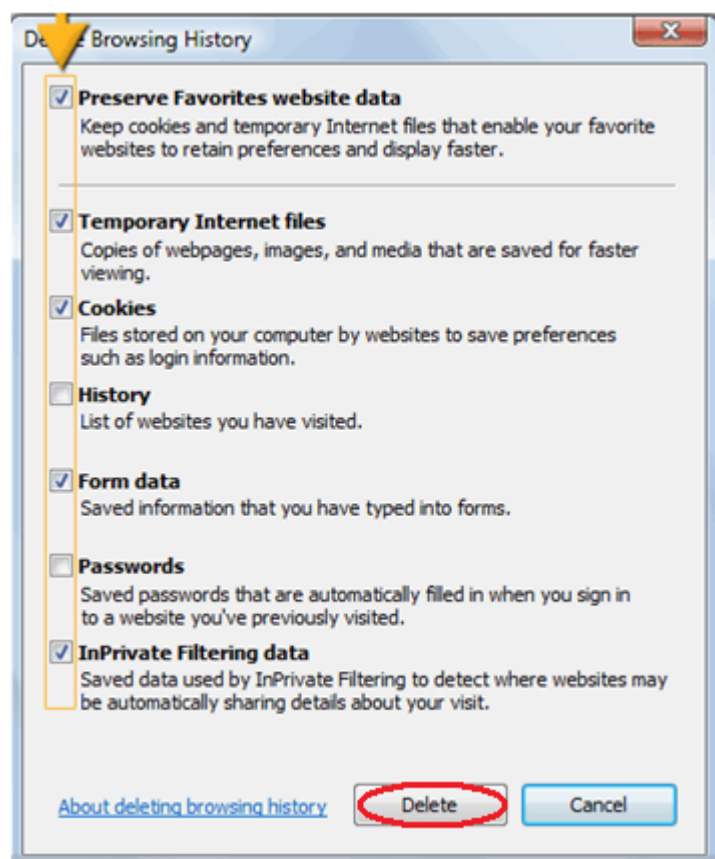 Browsing History
Preserve Favorites website data
Keep cookies and temporary Internet files that enable your favorite
websites to retain preferences and display faster.
Temporary Internet files
Copies of webpages, images, and media that are saved for faster
viewing.
Cookies
Files stored on your computer by websites to save preferences
such as login information.
History
List of websites you have visited.
Form data
Saved information that you have typed into forms.
Passwords
Saved passwords that are automatically filled in when you sign in
to a website you've previously visited.
InPrivate Filtering data
Saved data used by InPrivate Filtering to detect where websites may
be automatically sharing details about your visit.
About deleting browsing history Delete Cancel